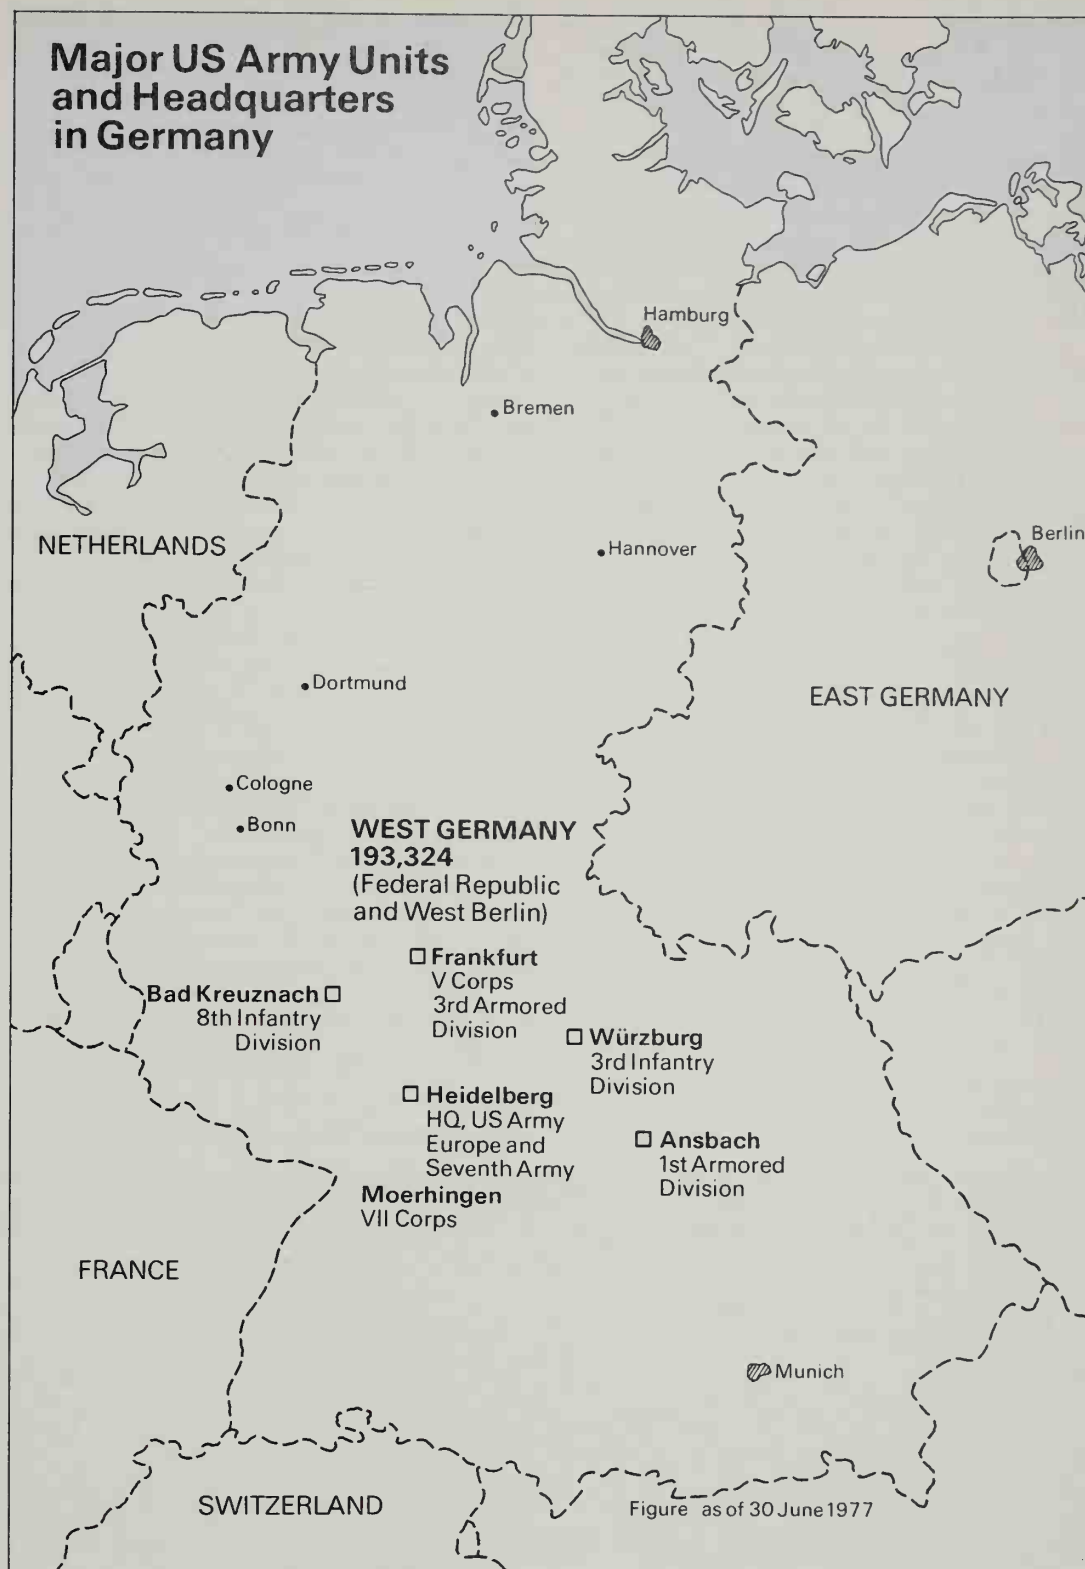 Major US Army Units
and Headquarters
in Germany
Hamburg
Bremen
NETHERLANDS
Hannover
Berlin
Dortmund
EAST GERMANY
Cologne
Bonn
WEST GERMANY
193,324
(Federal Republic
and West Berlin)
Frankfurt
V Corps
3rd Armored
Division
Bad Kreuznach
8th Infantry
Division
Würzburg
3rd Infantry
Division
Heidelberg
HQ, US Army
Europe and
Seventh Army
Ansbach
1st Armored
Division
Moerhingen
VII Corps
FRANCE
Munich
SWITZERLAND
Figure as of 30 June 1977